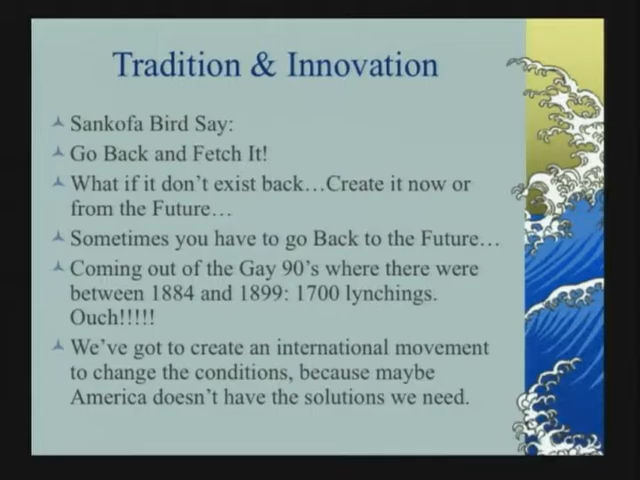 Tradition & Innovation
Sankofa Bird Say:
Go Back and Fetch It!
What if it don't exist back…Create it now or
from the Future…
Sometimes you have to go Back to the Future…
Coming out of the Gay 90's where there were
between 1884 and 1899: 1700 lynchings.
Ouch!!!!!
We've got to create an international movement
to change the conditions, because maybe
America doesn't have the solutions we need.